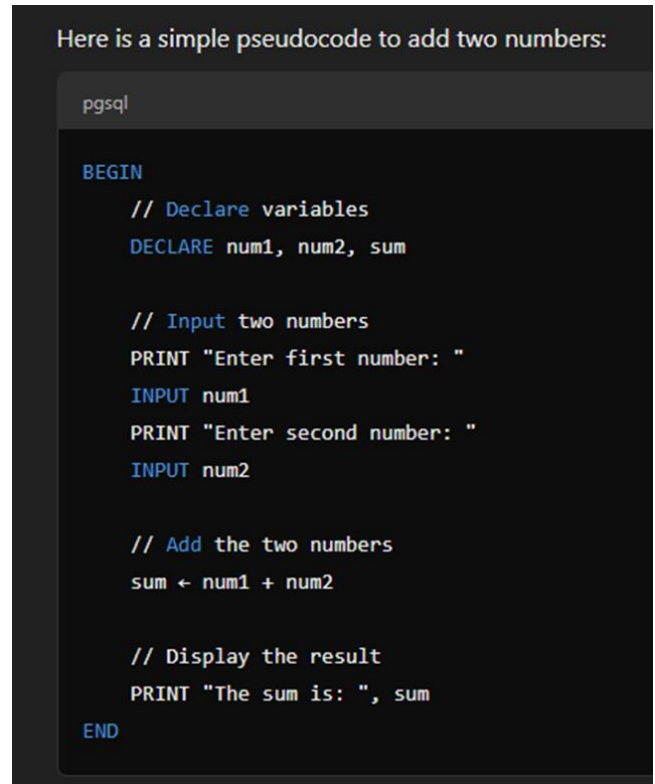 Here is a simple pseudocode to add two numbers:
pgsql
BEGIN
// Declare variables
DECLARE num1, num2, sum
// Input two numbers
PRINT "Enter first number: "
INPUT num1
PRINT "Enter second number: "
INPUT num2
// Add the two numbers
sum ← num1 + num2
// Display the result
PRINT "The sum is: ", sum
END